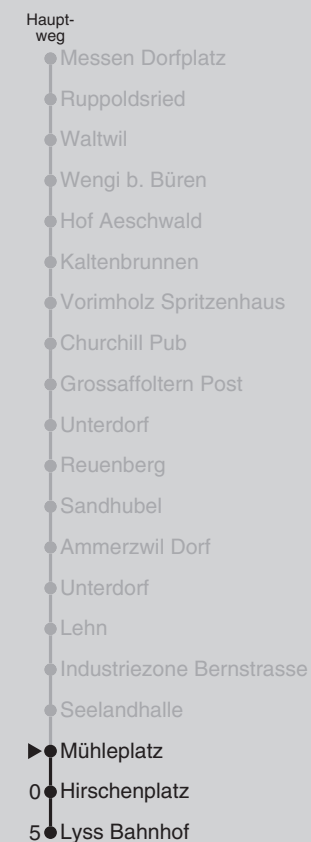 Haupt-
weg
Messen Dorfplatz
Ruppoldsried
Waltwil
Wengi b. Büren
Hof Aeschwald
Kaltenbrunnen
Vorimholz Spritzenhaus
Churchill Pub
Grossaffoltern Post
Unterdorf
Reuenberg
Sandhubel
Ammerzwil Dorf
Unterdorf
Lehn
Industriezone Bernstrasse
Seelandhalle
Mühleplatz
0 Hirschenplatz
5 Lyss Bahnhof